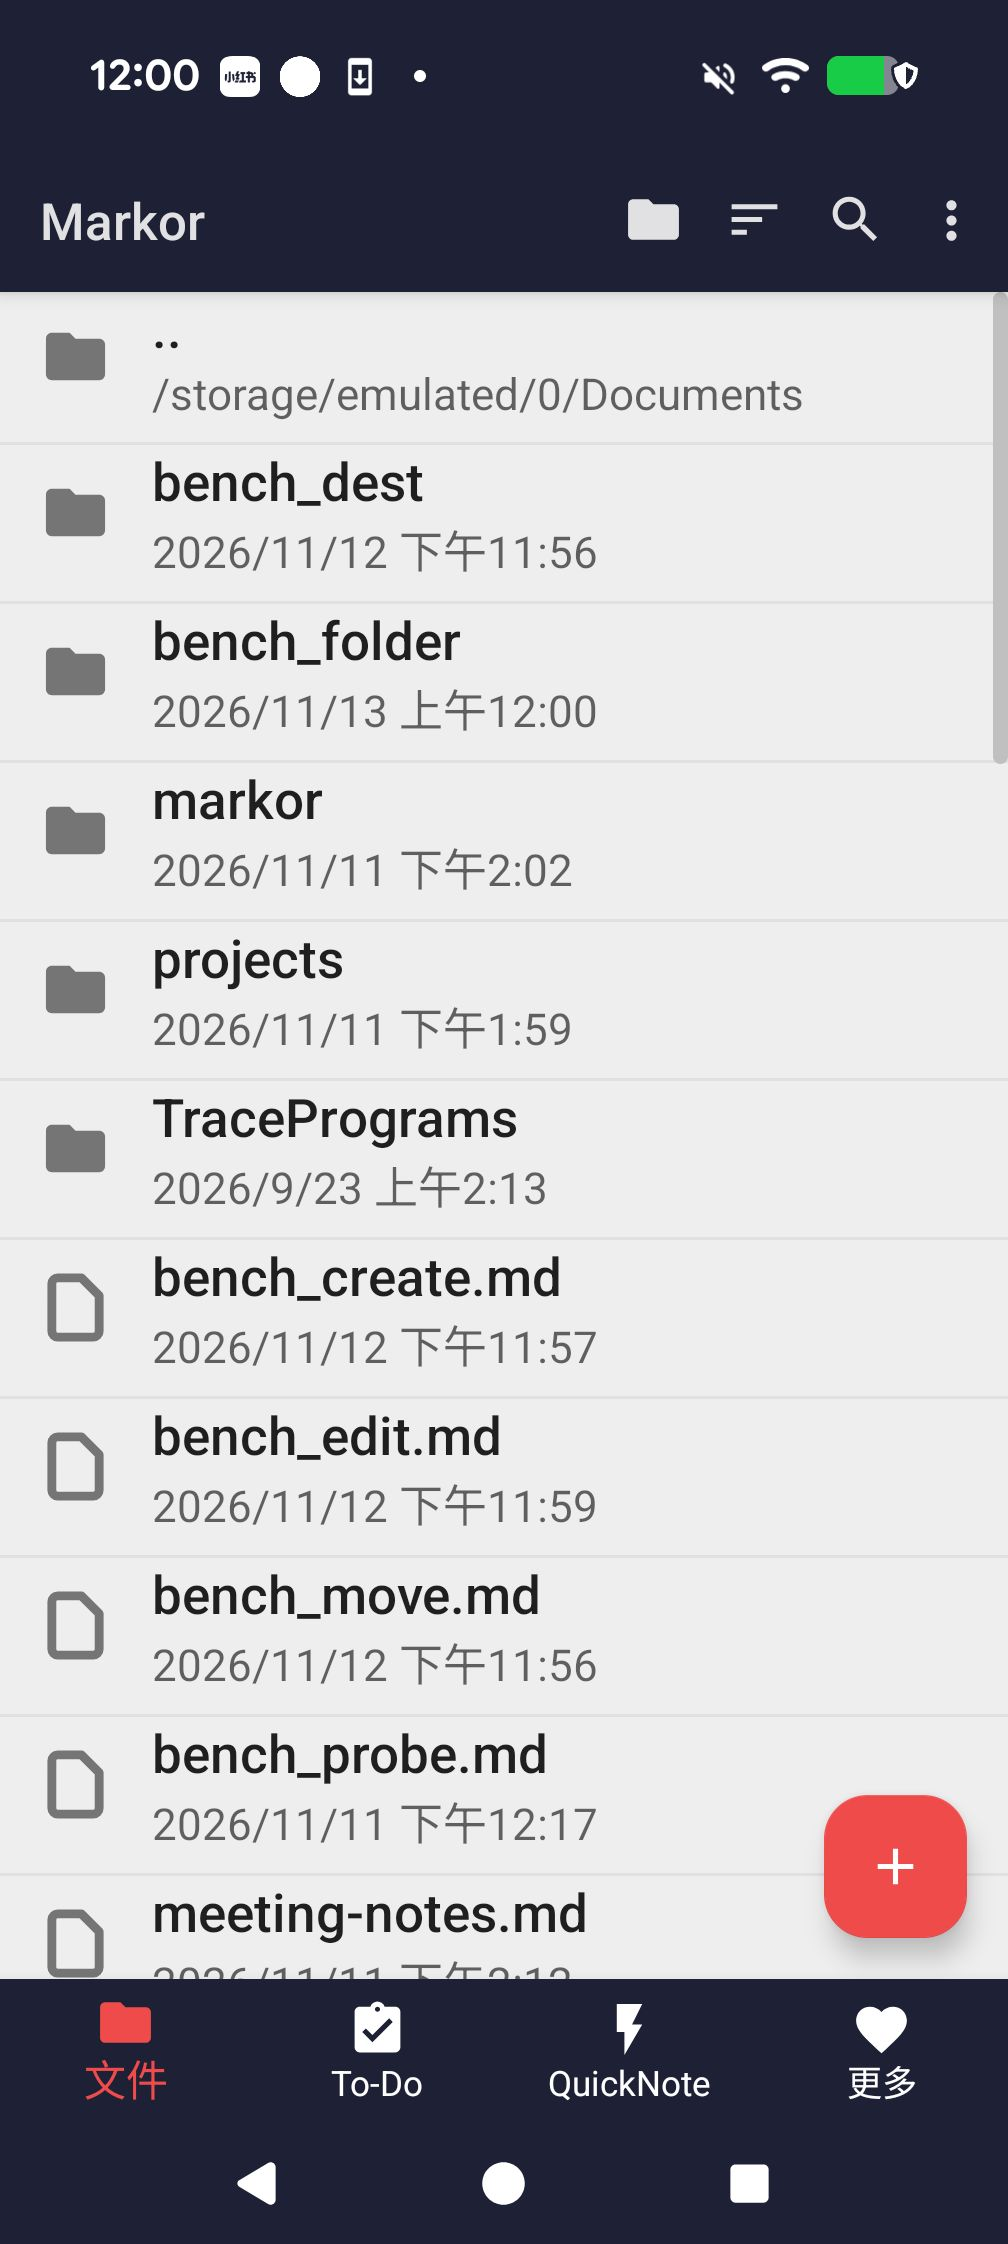 12:00
小红书
Markor
..
/storage/emulated/0/Documents
bench_dest
2026/11/12 下午11:56
bench_folder
2026/11/13 上午12:00
markor
2026/11/11 下午2:02
projects
2026/11/11 下午1:59
TracePrograms
2026/9/23 上午2:13
bench_create.md
2026/11/12 下午11:57
bench_edit.md
2026/11/12 下午11:59
bench_move.md
2026/11/12 下午11:56
bench_probe.md
2026/11/11 下午12:17
meeting-notes.md
文件
To-Do
QuickNote
更多